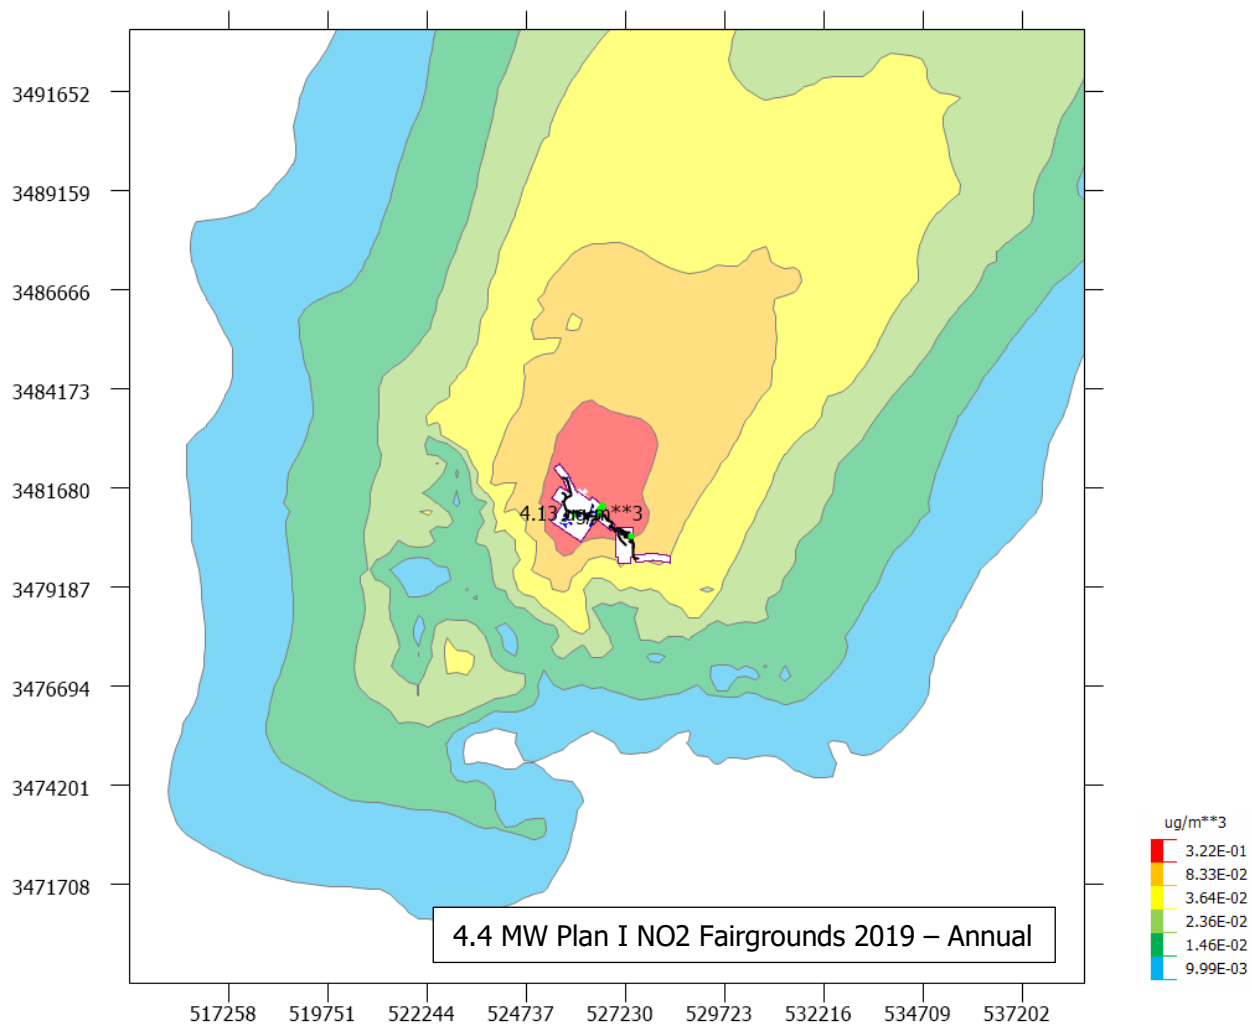 3491652
3489159
3486666
3484173
3481680
4.13 ug/m**3
3479187
3476694
3474201
3471708
ug/m**3
3.22E-01
8.33E-02
3.64E-02
2.36E-02
1.46E-02
9.99E-03
4.4 MW Plan I NO2 Fairgrounds 2019 – Annual
517258 519751 522244 524737 527230 529723 532216 534709 537202